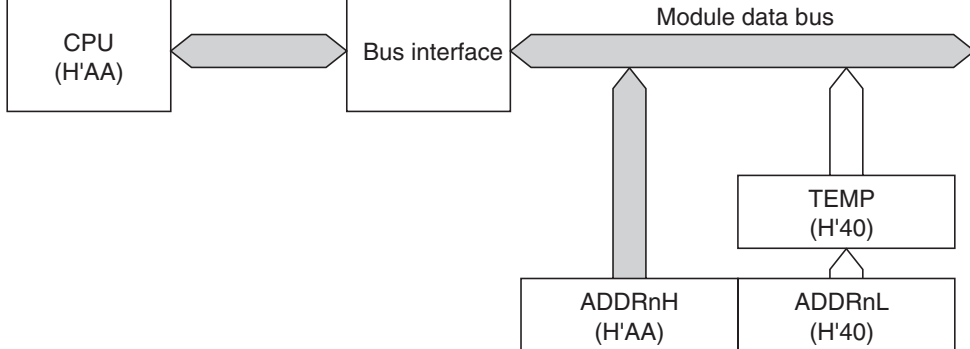 Module data bus
CPU
(H'AA)
Bus interface
TEMP
(H'40)
ADDRnH
(H'AA)
ADDRnL
(H'40)